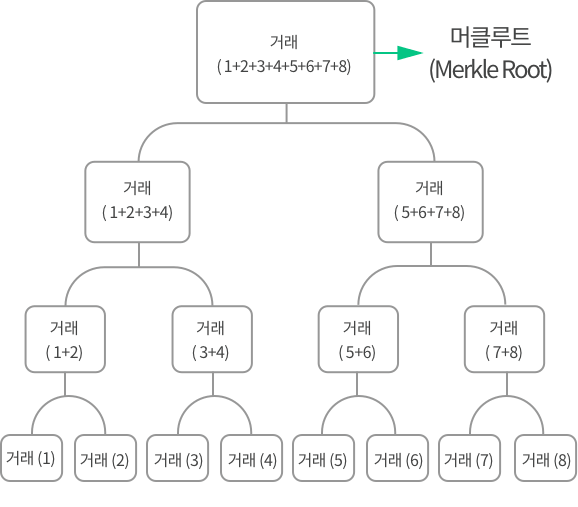 거래
( 1+2+3+4+5+6+7+8)
머클루트
(Merkle Root)
거래
( 1+2+3+4)
거래
( 5+6+7+8)
거래
( 1+2)
거래
( 3+4)
거래
( 5+6)
거래
( 7+8)
거래 (1)
거래 (2)
거래 (3)
거래 (4)
거래 (5)
거래 (6)
거래 (7)
거래 (8)